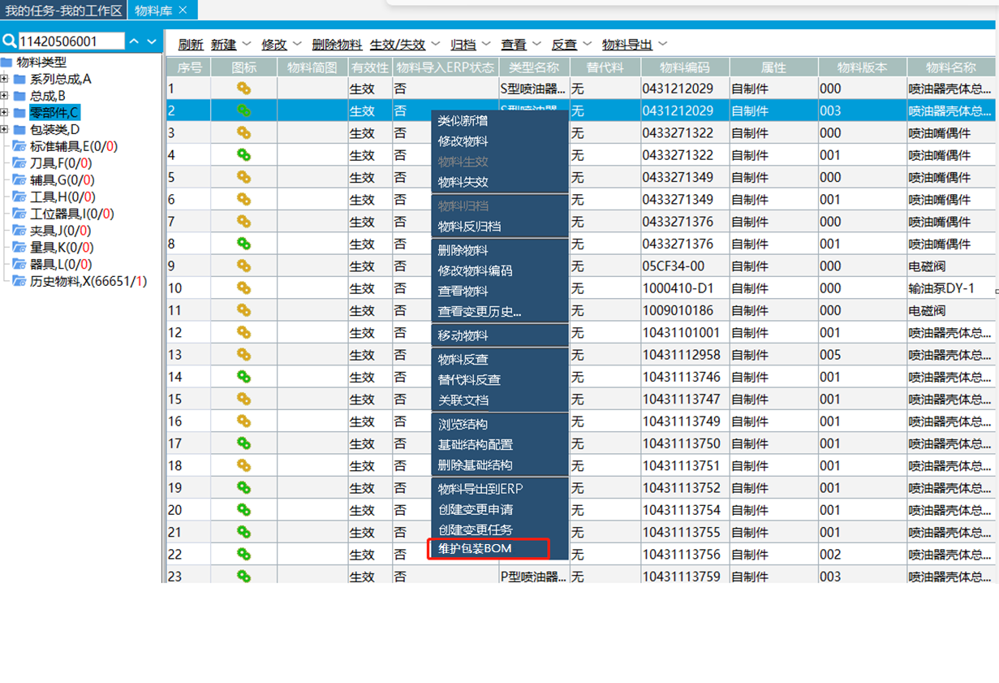 我的任务-我的工作区 物料库 ×
11420506001
刷新 新建 修改 删除物料 生效/失效 归档 查看 反查 物料导出
物料类型
系列总成,A
总成,B
零部件,C
包装类,D
标准辅具,E(0/0)
刀具,F(0/0)
辅具,G(0/0)
工具,H(0/0)
工位器具,I(0/0)
夹具,J(0/0)
量具,K(0/0)
器具,L(0/0)
历史物料,X(66651/1)
序号 图标 物料简图 有效性 物料导入ERP状态 类型名称 替代料 物料编码 属性 物料版本 物料名称
1 生效 否 S型喷油器... 无 0431212029 自制件 000 喷油器壳体总...
2 生效 否 S型喷油器... 无 0431212029 自制件 003 喷油器壳体总...
3 生效 否 无 0433271322 自制件 000 喷油嘴偶件
4 生效 否 无 0433271322 自制件 001 喷油嘴偶件
5 生效 否 无 0433271349 自制件 000 喷油嘴偶件
6 生效 否 无 0433271349 自制件 001 喷油嘴偶件
7 生效 否 无 0433271376 自制件 000 喷油嘴偶件
8 生效 否 无 0433271376 自制件 001 喷油嘴偶件
9 生效 否 无 05CF34-00 自制件 000 电磁阀
10 生效 否 无 1000410-D1 自制件 000 输油泵DY-1
11 生效 否 无 1009010186 自制件 000 电磁阀
12 生效 否 无 10431101001 自制件 001 喷油器壳体总...
13 生效 否 无 10431112958 自制件 005 喷油器壳体总...
14 生效 否 无 10431113746 自制件 001 喷油器壳体总...
15 生效 否 无 10431113747 自制件 001 喷油器壳体总...
16 生效 否 无 10431113749 自制件 001 喷油器壳体总...
17 生效 否 无 10431113750 自制件 001 喷油器壳体总...
18 生效 否 无 10431113751 自制件 001 喷油器壳体总...
19 生效 否 无 10431113752 自制件 001 喷油器壳体总...
20 生效 否 无 10431113754 自制件 001 喷油器壳体总...
21 生效 否 无 10431113755 自制件 001 喷油器壳体总...
22 生效 否 无 10431113756 自制件 002 喷油器壳体总...
23 生效 否 P型喷油器... 无 10431113759 自制件 003 喷油器壳体总...
类似新增
修改物料
物料生效
物料失效
物料归档
物料反归档
删除物料
修改物料编码
查看物料
查看变更历史...
移动物料
物料反查
替代料反查
关联文档
浏览结构
基础结构配置
删除基础结构
物料导出到ERP
创建变更申请
创建变更任务
维护包装BOM